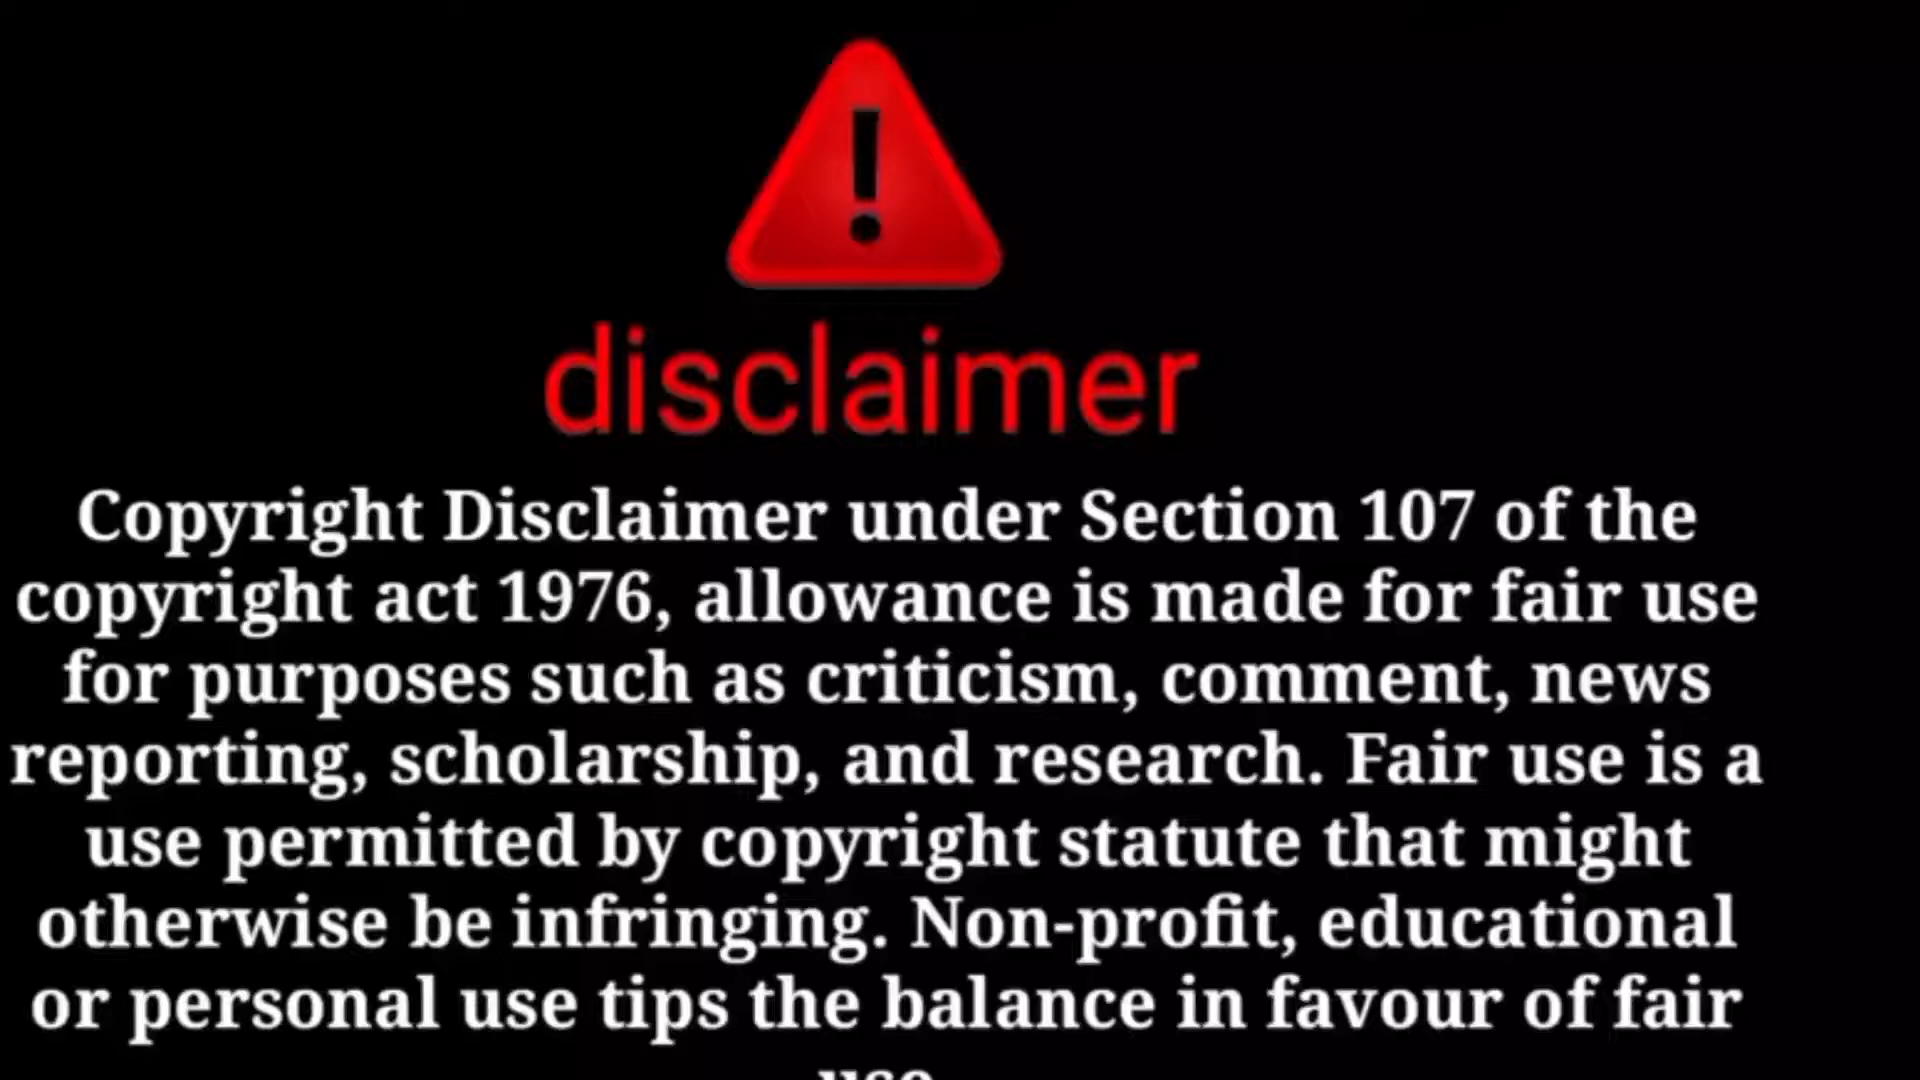 !
disclaimer
Copyright Disclaimer under Section 107 of the
copyright act 1976, allowance is made for fair use
for purposes such as criticism, comment, news
reporting, scholarship, and research. Fair use is a
use permitted by copyright statute that might
otherwise be infringing. Non-profit, educational
or personal use tips the balance in favour of fair
use